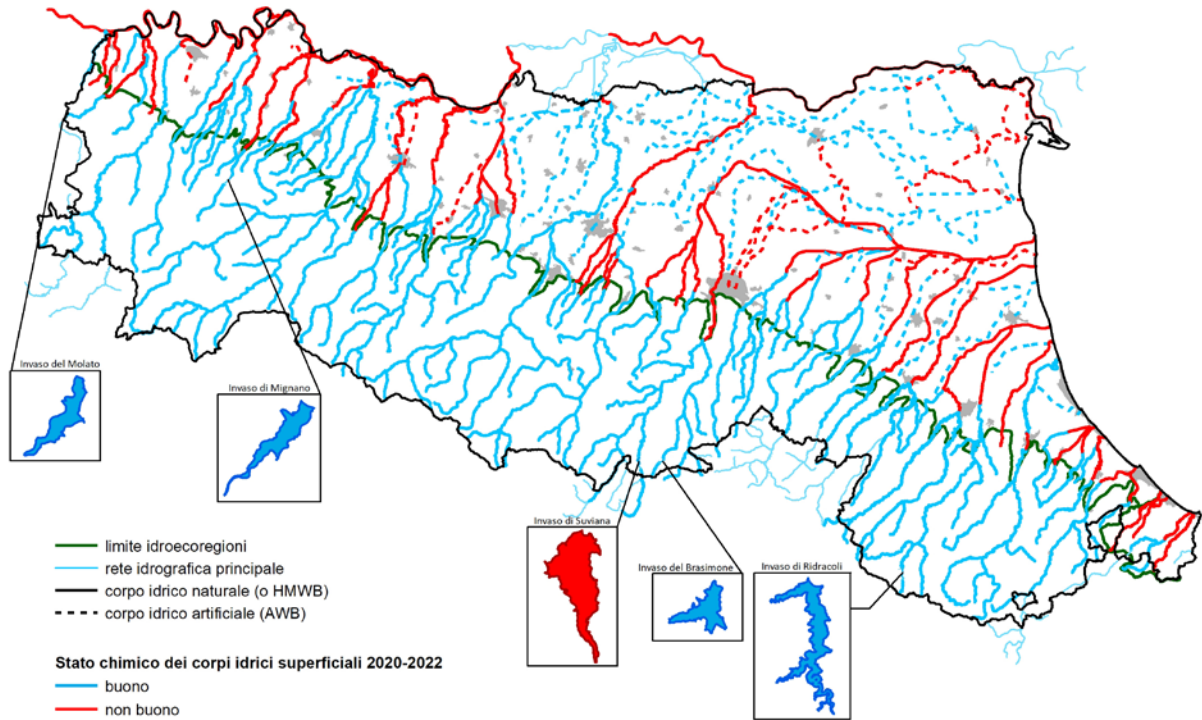 Invaso del Molato
Invaso di Mignano
Invaso di Suviana
Invaso del Brasimone
Invaso di Ridracoli
limite idroecoregioni
rete idrografica principale
corpo idrico naturale (o HMWB)
corpo idrico artificiale (AWB)
Stato chimico dei corpi idrici superficiali 2020-2022
buono
non buono